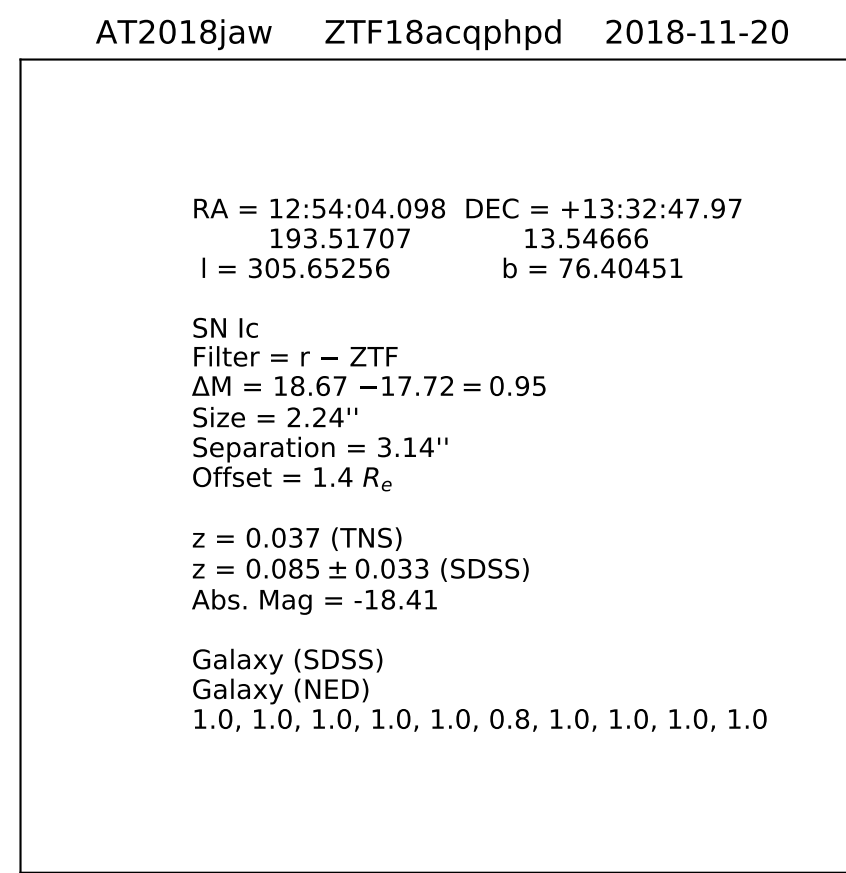 AT2018jaw ZTF18acqphpd 2018-11-20
RA = 12:54:04.098 DEC = +13:32:47.97
193.51707 13.54666
l = 305.65256 b = 76.40451
SN Ic
Filter = r − ZTF
ΔM = 18.67 −17.72 = 0.95
Size = 2.24''
Separation = 3.14''
Offset = 1.4 Re
z = 0.037 (TNS)
z = 0.085 ± 0.033 (SDSS)
Abs. Mag = -18.41
Galaxy (SDSS)
Galaxy (NED)
1.0, 1.0, 1.0, 1.0, 1.0, 0.8, 1.0, 1.0, 1.0, 1.0